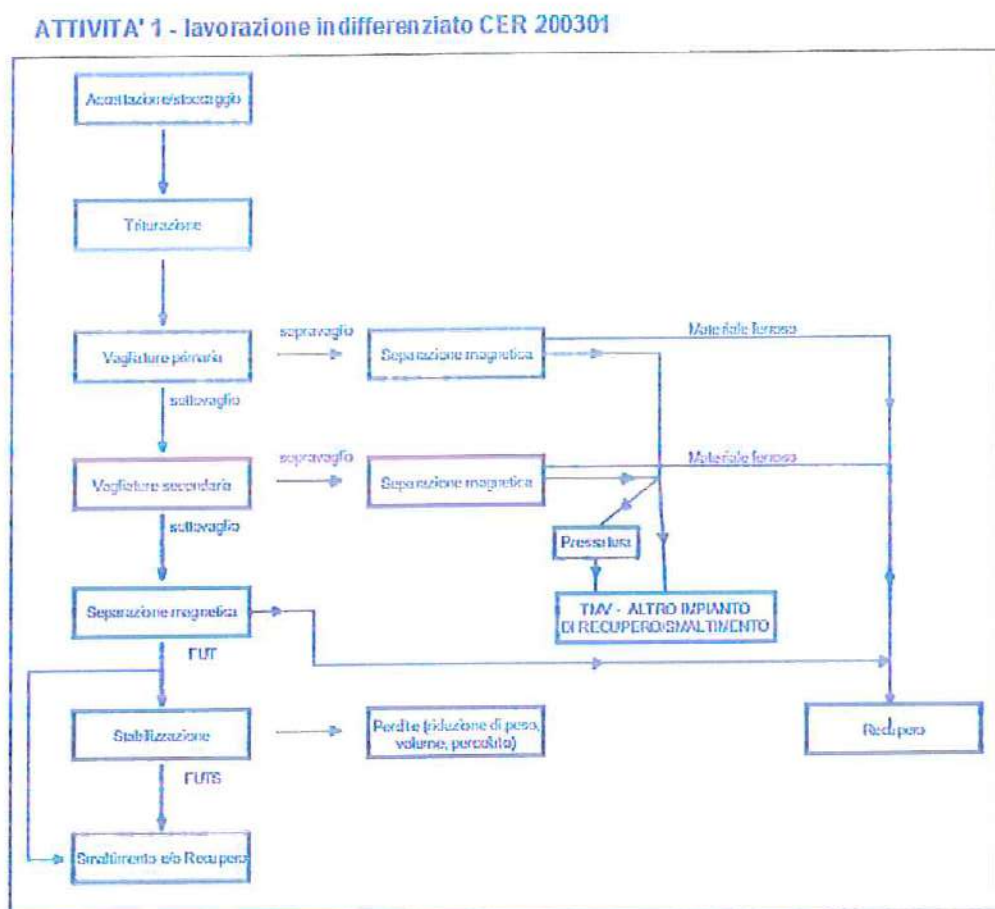 ATTIVITA' 1 - lavorazione indifferenziato CER 200301
Accettazione/stoccaggio
Triturazione
sopravaglio
Materiale ferroso
Vagliature primaria
Separazione magnetica
sottovaglio
sopravaglio
Materiale ferroso
Vagliature secondaria
Separazione magnetica
sottovaglio
Pressatura
Separazione magnetica
TMV - ALTRO IMPIANTO
DI RECUPERO/SMALTIMENTO
FUT
Stabilizzazione
Perdite (riduzione di peso,
volume, percolato)
Recupero
FUTS
Smaltimento e/o Recupero